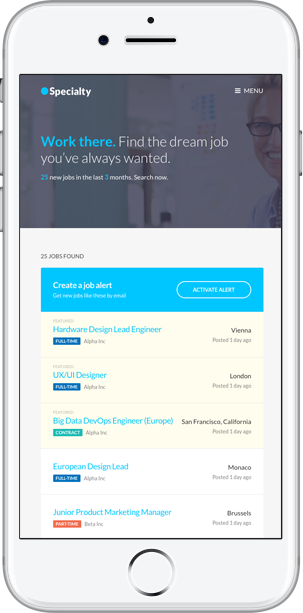 Specialty
MENU
Work there. Find the dream job
you've always wanted.
25 new jobs in the last 3 months. Search now.
25 JOBS FOUND
Create a job alert
Get new jobs like these by email
ACTIVATE ALERT
FEATURED
Hardware Design Lead Engineer
Vienna
FULL-TIME Alpha Inc
Posted 1 day ago
FEATURED
UX/UI Designer
London
FULL-TIME Alpha Inc
Posted 1 day ago
FEATURED
Big Data DevOps Engineer (Europe)
San Francisco, California
CONTRACT Alpha Inc
Posted 1 day ago
European Design Lead
Monaco
FULL-TIME Alpha Inc
Posted 1 day ago
Junior Product Marketing Manager
Brussels
PART-TIME Beta Inc
Posted 1 day ago